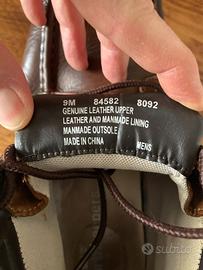 9M 84582 8092
GENUINE LEATHER UPPER
LEATHER AND MANMADE LINING
MANMADE OUTSOLE
MADE IN CHINA MENS
subito